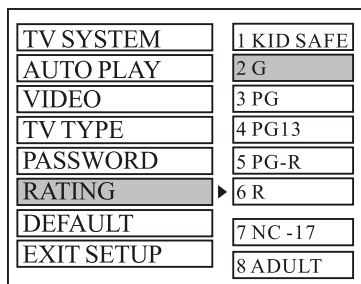 TV SYSTEM
AUTO PLAY
VIDEO
TV TYPE
PASSWORD
RATING
DEFAULT
EXIT SETUP
1 KID SAFE
2 G
3 PG
4 PG13
5 PG-R
6 R
7 NC -17
8 ADULT